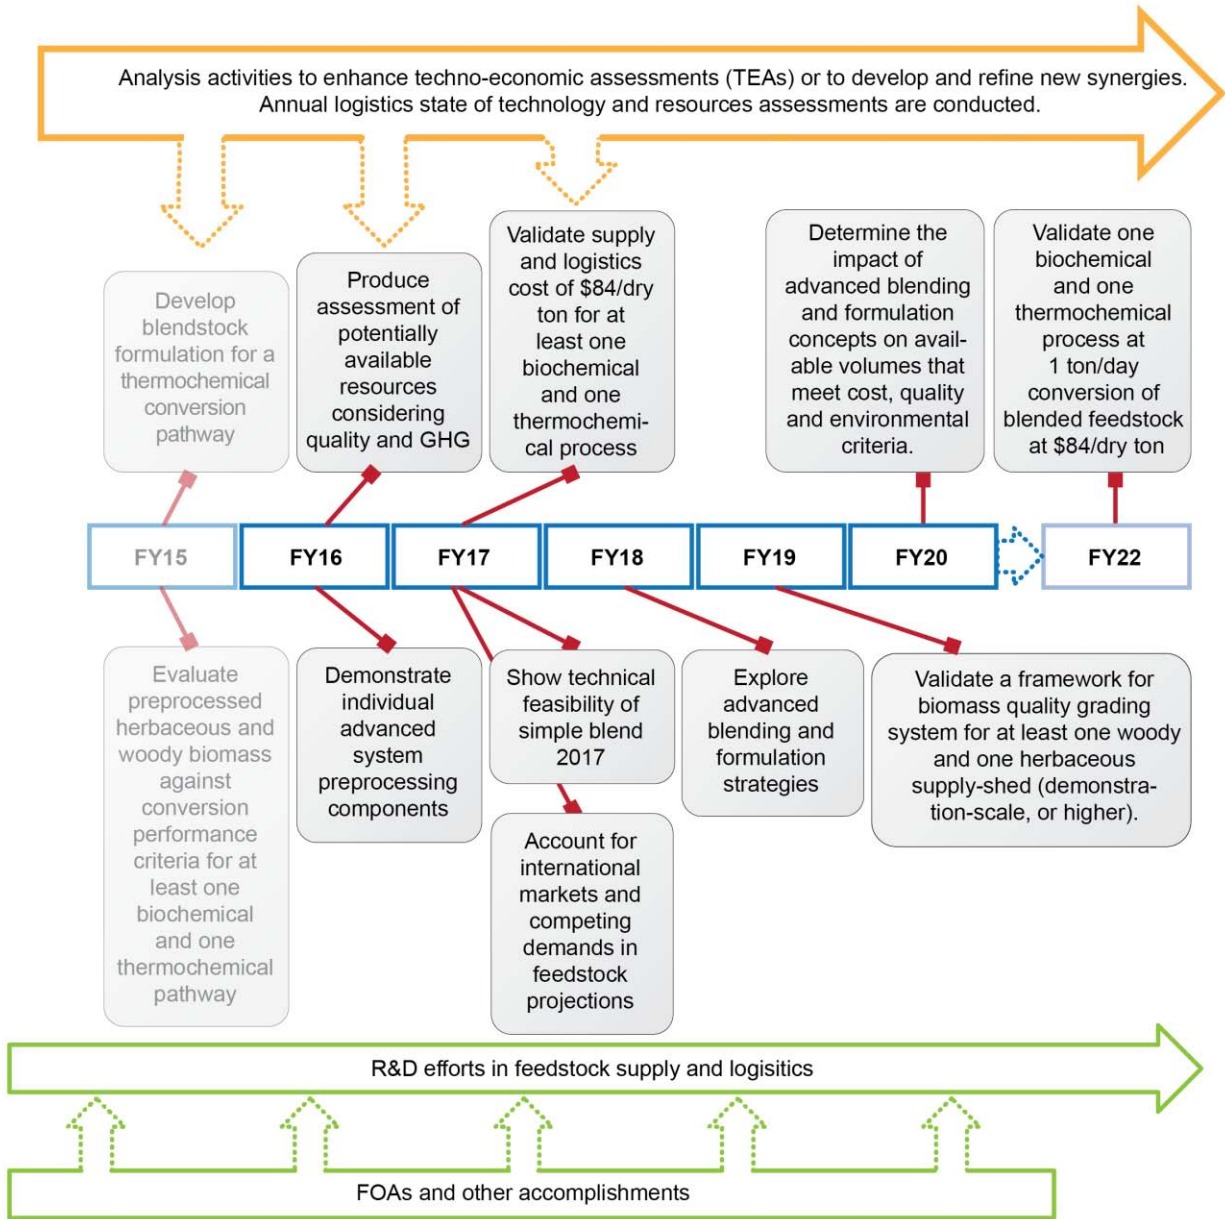 Analysis activities to enhance techno-economic assessments (TEAs) or to develop and refine new synergies.
Annual logistics state of technology and resources assessments are conducted.
Develop
blendstock
formulation for a
thermochemical
conversion
pathway
Produce
assessment of
potentially
available
resources
considering
quality and GHG
Validate supply
and logistics
cost of $84/dry
ton for at
least one
biochemical
and one
thermochemi-
cal process
Determine the
impact of
advanced blending
and formulation
concepts on avail-
able volumes that
meet cost, quality
and environmental
criteria.
Validate one
biochemical
and one
thermochemical
process at
1 ton/day
conversion of
blended feedstock
at $84/dry ton
FY15
FY16
FY17
FY18
FY19
FY20
FY22
Evaluate
preprocessed
herbaceous and
woody biomass
against
conversion
performance
criteria for at
least one
biochemical
and one
thermochemical
pathway
Demonstrate
individual
advanced
system
preprocessing
components
Show technical
feasibility of
simple blend
2017
Account for
international
markets and
competing
demands in
feedstock
projections
Explore
advanced
blending and
formulation
strategies
Validate a framework for
biomass quality grading
system for at least one woody
and one herbaceous
supply-shed (demonstra-
tion-scale, or higher).
R&D efforts in feedstock supply and logisitics
FOAs and other accomplishments